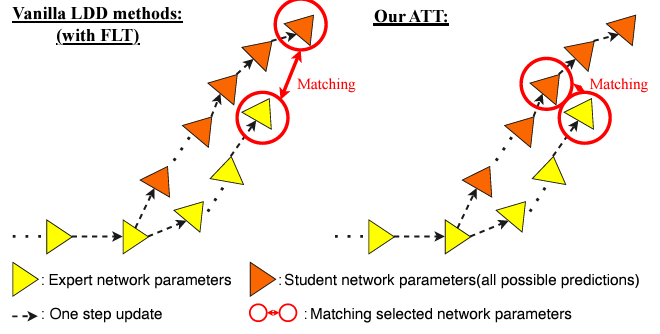 Vanilla LDD methods:
(with FLT)
Our ATT:
Matching
Matching
: Expert network parameters
: Student network parameters(all possible predictions)
: One step update
: Matching selected network parameters